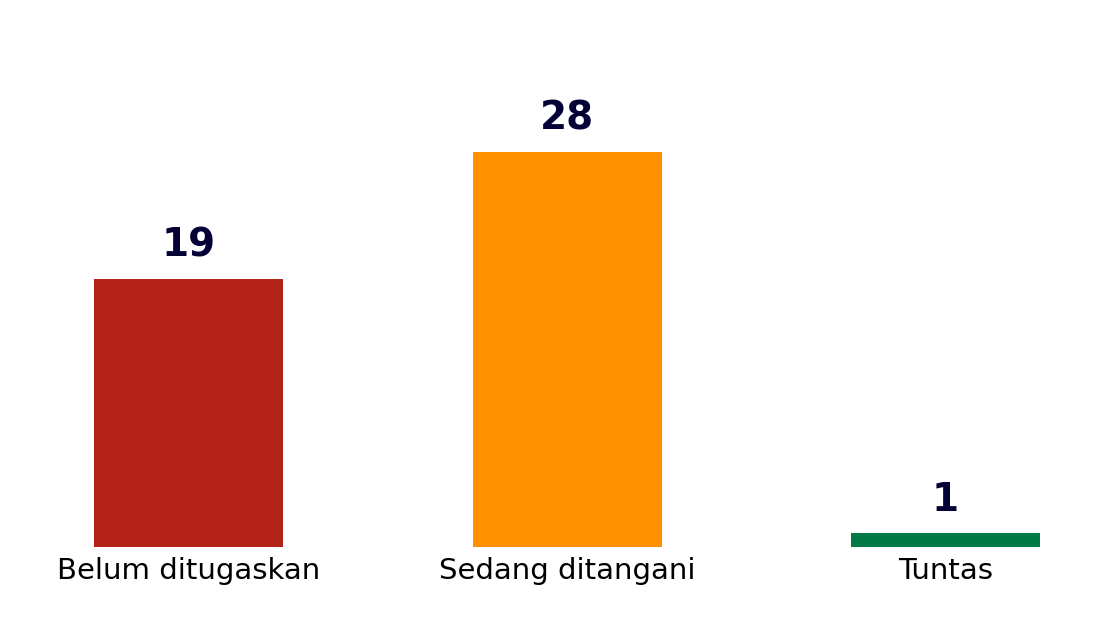 28
19
1
Belum ditugaskan
Sedang ditangani
Tuntas